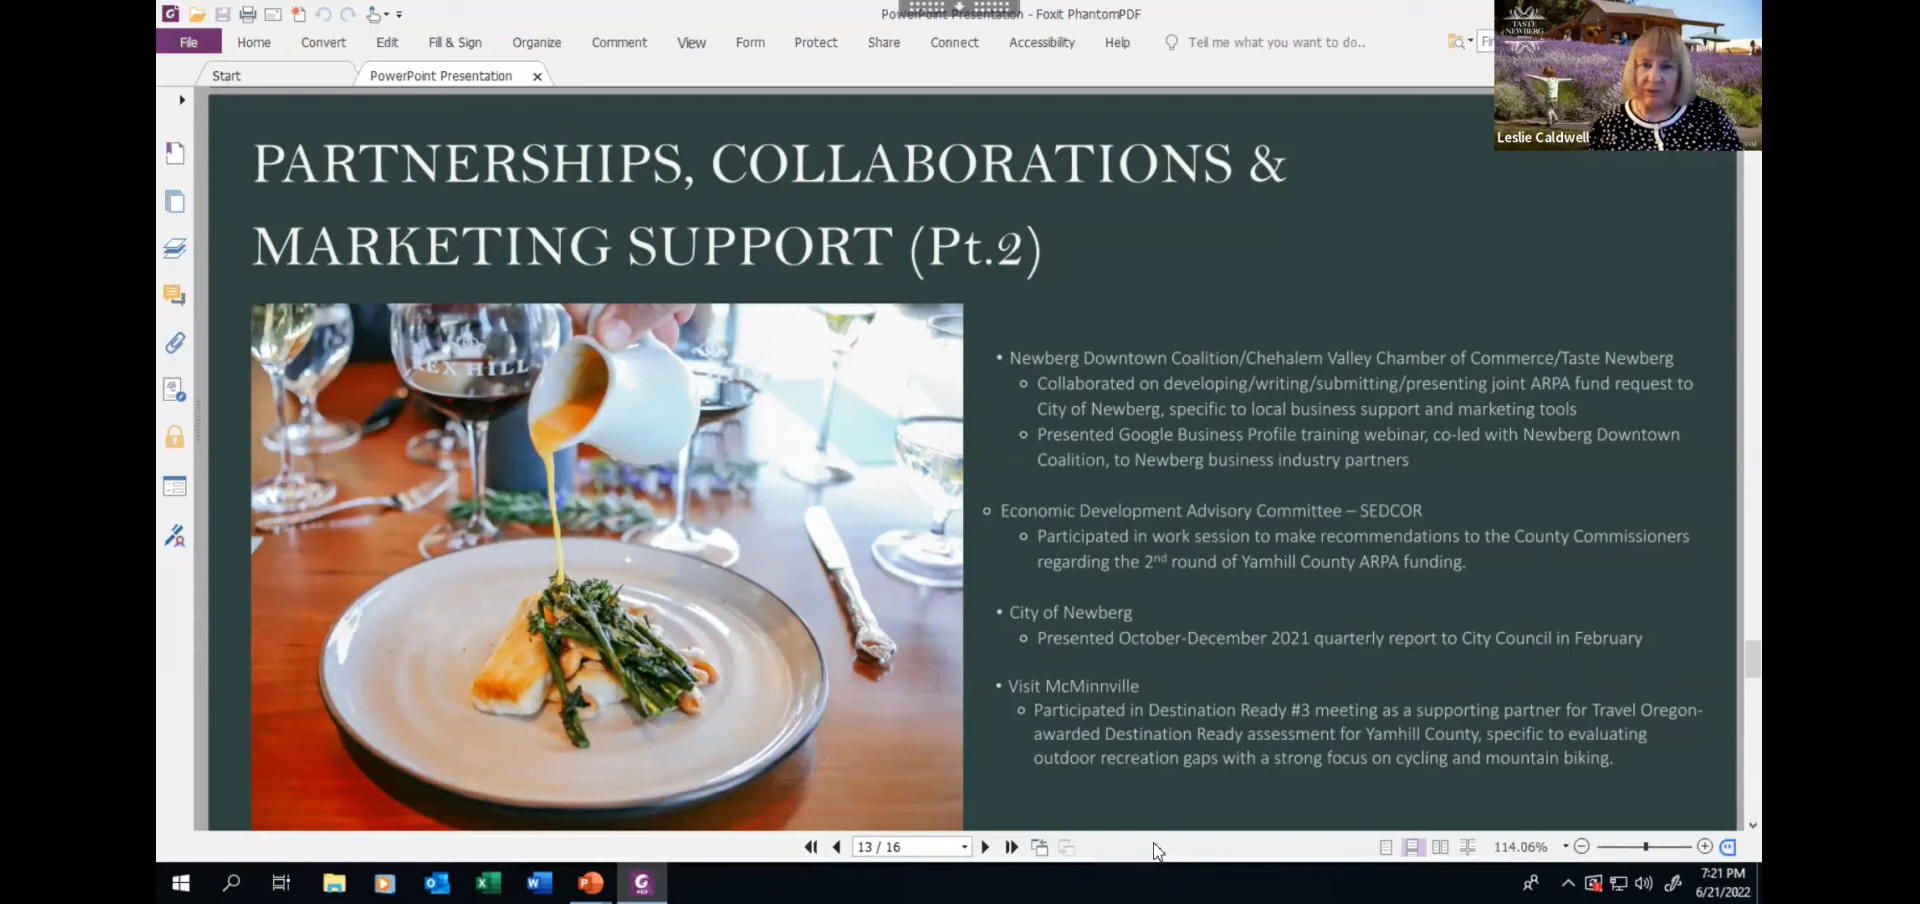 PowerPoint Presentation - Foxit PhantomPDF
File Home Convert Edit Fill & Sign Organize Comment View Form Protect Share Connect Accessibility Help Tell me what you want to do..
Start PowerPoint Presentation
TASTE
NEWBERG
Leslie Caldwell
PARTNERSHIPS, COLLABORATIONS &
MARKETING SUPPORT (Pt.2)
REX HILL
• Newberg Downtown Coalition/Chehalem Valley Chamber of Commerce/Taste Newberg
o Collaborated on developing/writing/submitting/presenting joint ARPA fund request to
City of Newberg, specific to local business support and marketing tools
o Presented Google Business Profile training webinar, co-led with Newberg Downtown
Coalition, to Newberg business industry partners
o Economic Development Advisory Committee – SEDCOR
o Participated in work session to make recommendations to the County Commissioners
regarding the 2nd round of Yamhill County ARPA funding.
• City of Newberg
o Presented October-December 2021 quarterly report to City Council in February
• Visit McMinnville
o Participated in Destination Ready #3 meeting as a supporting partner for Travel Oregon-
awarded Destination Ready assessment for Yamhill County, specific to evaluating
outdoor recreation gaps with a strong focus on cycling and mountain biking.
13 / 16
114.06%
7:21 PM
6/21/2022